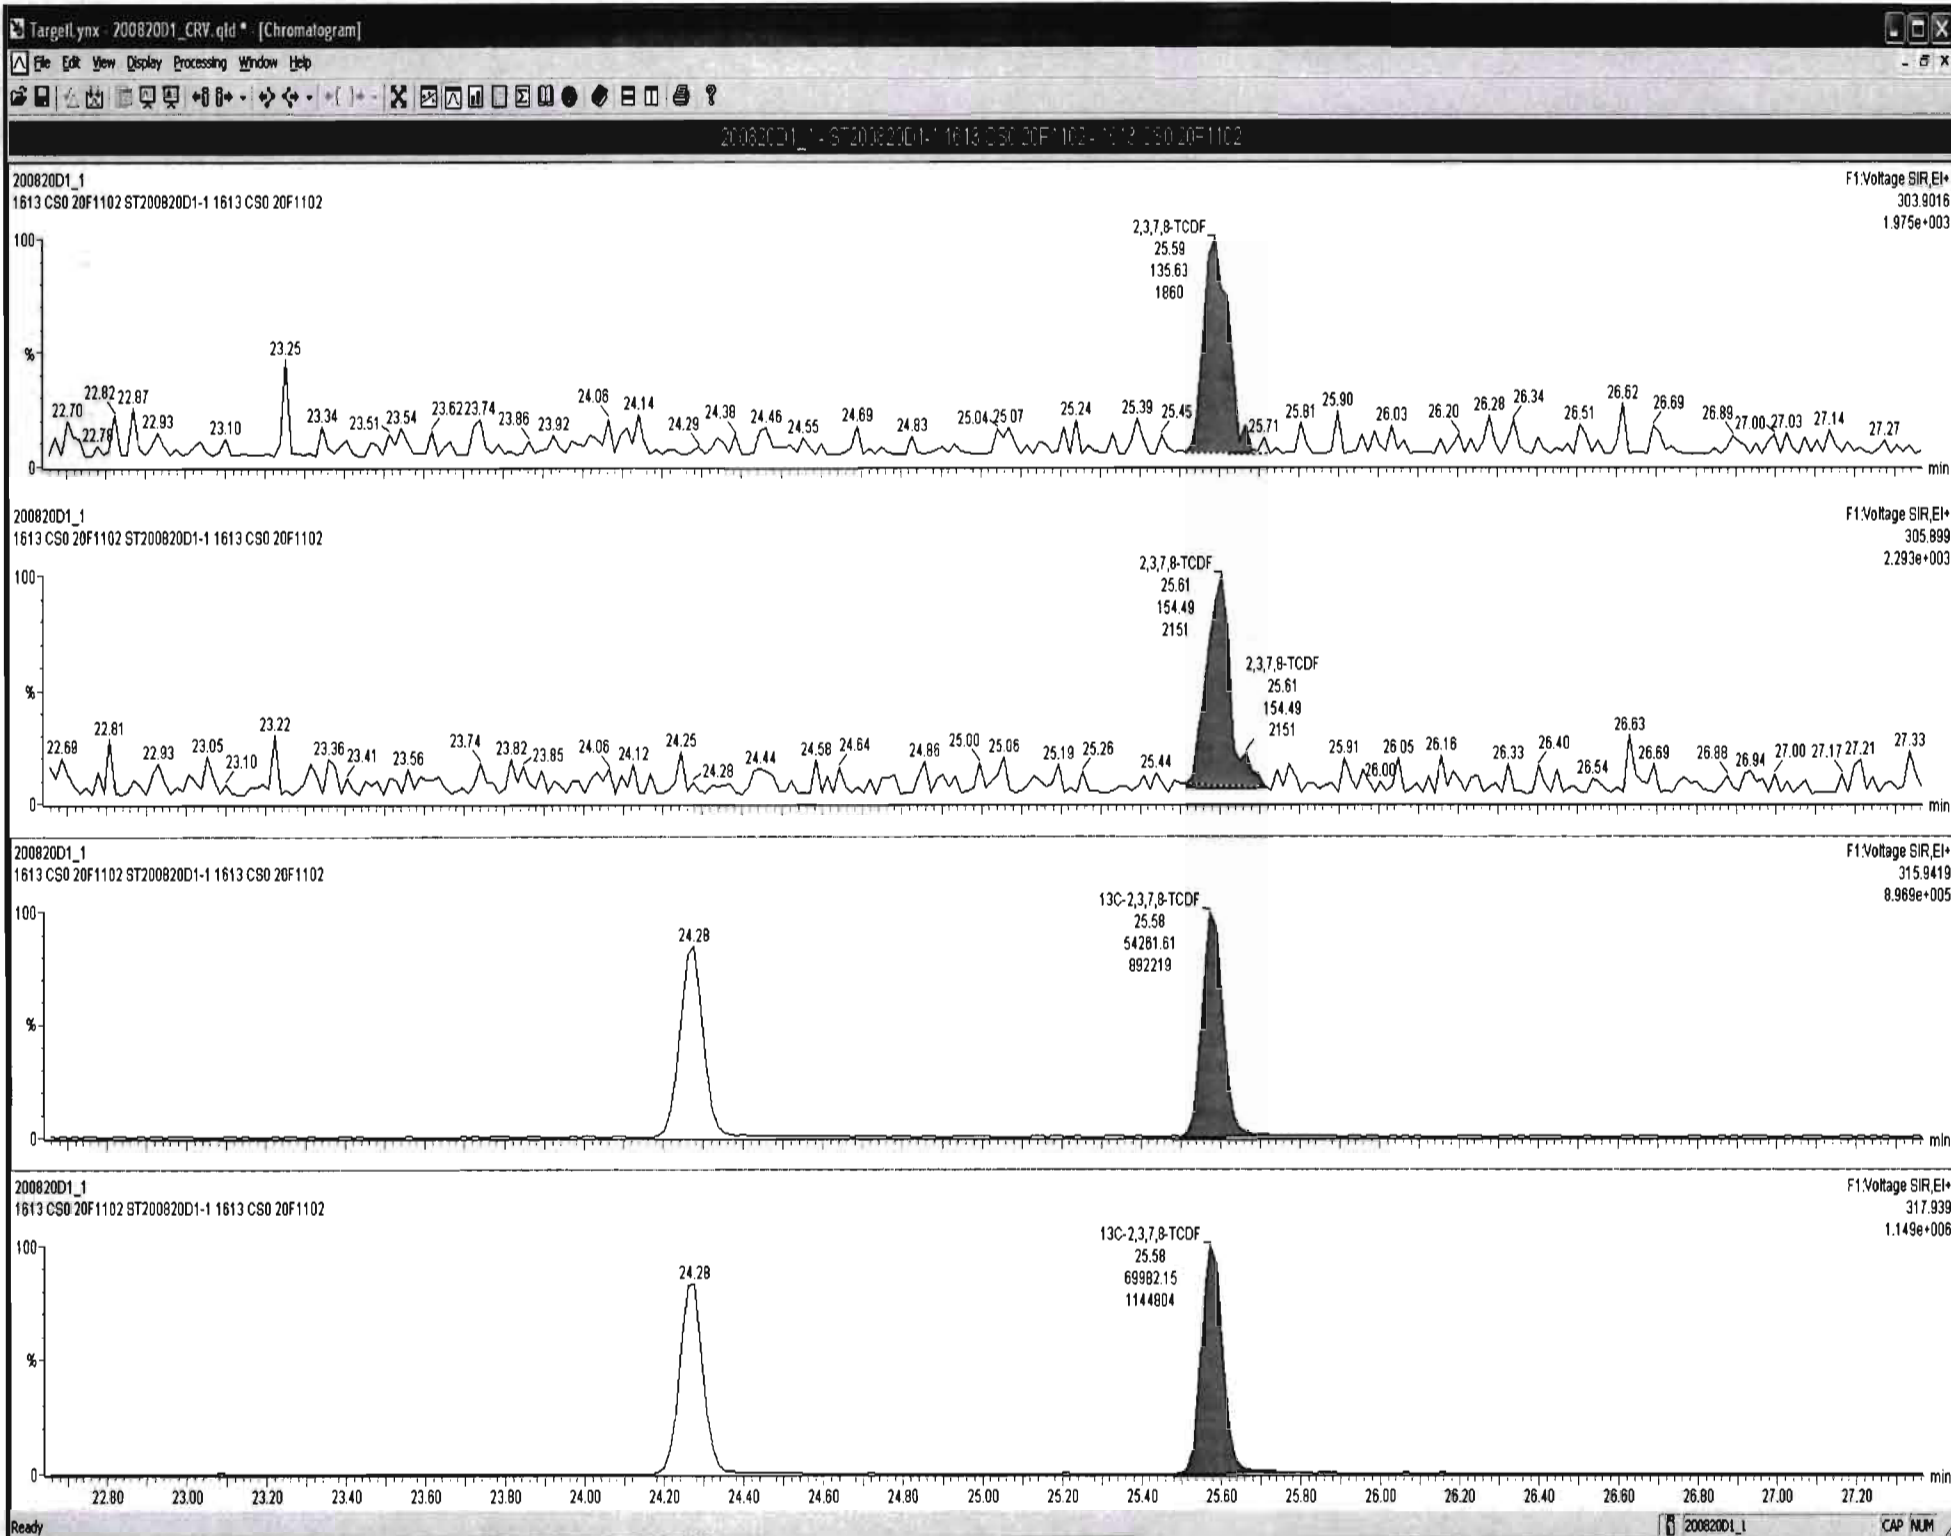 TargetLynx - 200820D1_CRV.qld * - [Chromatogram]
File Edit View Display Processing Window Help
200820D1_1 - ST200820D1-1 1613 CS0 20F1102 - 1613 CS0 20F1102
200820D1_1
1613 CS0 20F1102 ST200820D1-1 1613 CS0 20F1102
F1:Voltage SIR,EI+
303.9016
1.975e+003
100
%
0
2,3,7,8-TCDF
25.59
135.63
1860
22.70 22.78 22.82 22.87 22.93 23.10 23.25 23.34 23.51 23.54 23.62 23.74 23.86 23.92 24.06 24.14 24.29 24.38 24.46 24.55 24.69 24.83 25.04 25.07 25.24 25.39 25.45 25.71 25.81 25.90 26.03 26.20 26.28 26.34 26.51 26.62 26.69 26.89 27.00 27.03 27.14 27.27
min
200820D1_1
1613 CS0 20F1102 ST200820D1-1 1613 CS0 20F1102
F1:Voltage SIR,EI+
305.899
2.293e+003
100
%
0
2,3,7,8-TCDF
25.61
154.49
2151
2,3,7,8-TCDF
25.61
154.49
2151
22.69 22.81 22.93 23.05 23.10 23.22 23.36 23.41 23.56 23.74 23.82 23.85 24.06 24.12 24.25 24.28 24.44 24.58 24.64 24.86 25.00 25.06 25.19 25.26 25.44 25.91 26.00 26.05 26.16 26.33 26.40 26.54 26.63 26.69 26.88 26.94 27.00 27.17 27.21 27.33
min
200820D1_1
1613 CS0 20F1102 ST200820D1-1 1613 CS0 20F1102
F1:Voltage SIR,EI+
315.9419
8.969e+005
100
%
0
24.28
13C-2,3,7,8-TCDF
25.58
54281.61
892219
min
200820D1_1
1613 CS0 20F1102 ST200820D1-1 1613 CS0 20F1102
F1:Voltage SIR,EI+
317.939
1.149e+006
100
%
0
24.28
13C-2,3,7,8-TCDF
25.58
69982.15
1144804
min
22.80 23.00 23.20 23.40 23.60 23.80 24.00 24.20 24.40 24.60 24.80 25.00 25.20 25.40 25.60 25.80 26.00 26.20 26.40 26.60 26.80 27.00 27.20
Ready
200820D1_1
CAP NUM